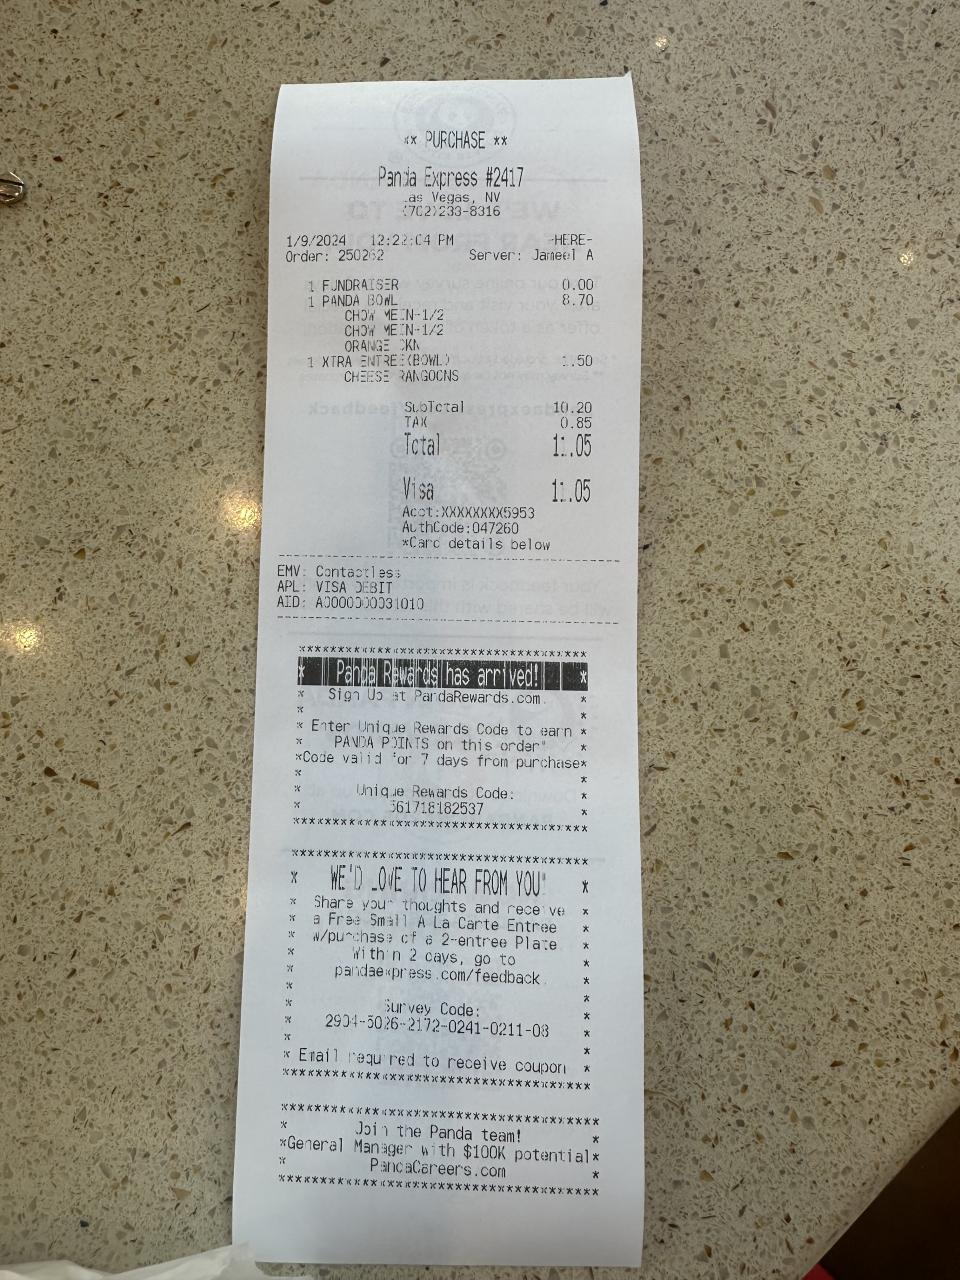 ** PURCHASE **
Panda Express #2417
Las Vegas, NV
(702)233-8316
1/9/2024 12:22:04 PM -HERE-
Order: 250262 Server: Jameel A
1 FUNDRAISER 0.00
1 PANDA BOWL 8.70
CHOW MEIN-1/2
CHOW MEIN-1/2
ORANGE CKN
1 XTRA ENTREE(BOWL) 1.50
CHEESE RANGOONS
SubTotal 10.20
TAX 0.85
Total 11.05
Visa 11.05
Acct:XXXXXXXX5953
AuthCode:047260
*Card details below
EMV: Contactless
APL: VISA DEBIT
AID: A0000000031010
* Panda Rewards has arrived! *
* Sign Up at PandaRewards.com. *
* Enter Unique Rewards Code to earn *
* PANDA POINTS on this order" *
*Code valid for 7 days from purchase*
* Unique Rewards Code: *
* 561718182537 *
* WE'D LOVE TO HEAR FROM YOU" *
* Share your thoughts and receive *
* a Free Small A La Carte Entree *
* w/purchase of a 2-entree Plate *
* Within 2 days, go to *
* pandaexpress.com/feedback. *
* Survey Code: *
* 2904-5026-2172-0241-0211-08 *
* Email required to receive coupon *
* Join the Panda team! *
*General Manager with $100K potential*
* PandaCareers.com *